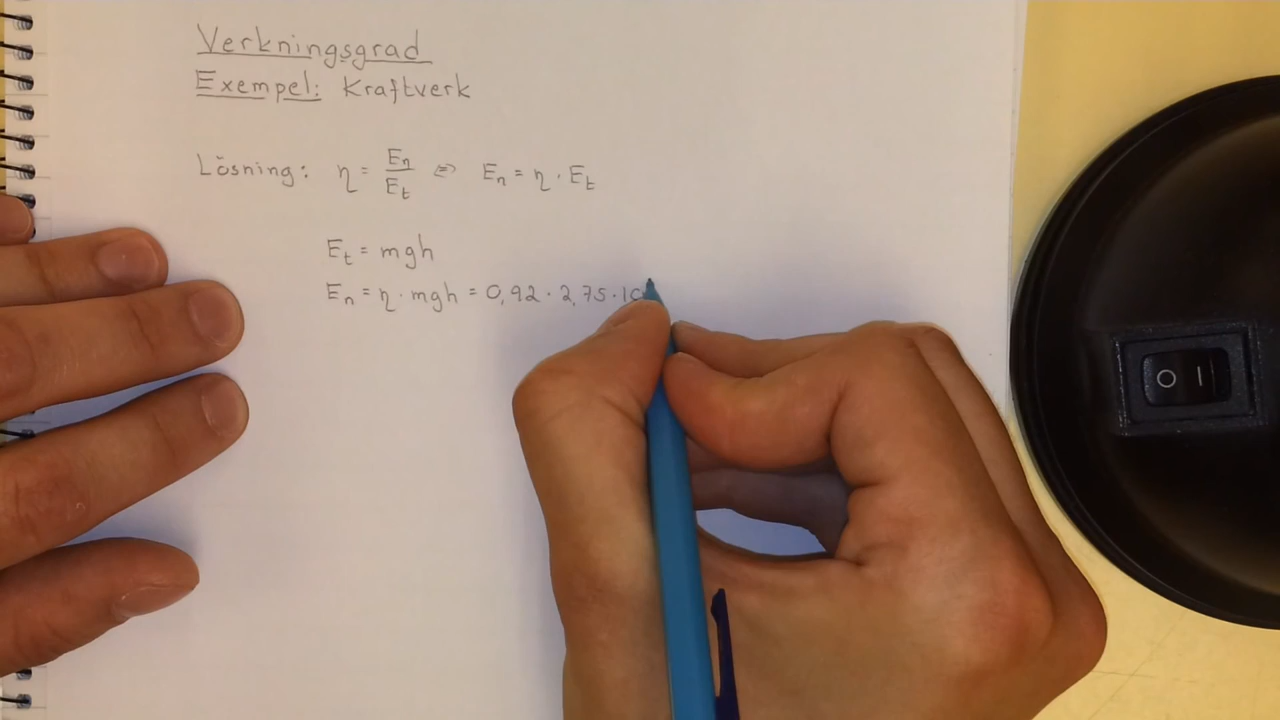 Verkningsgrad
Exempel: Kraftverk
Lösning: η = En/Et ⇔ En = η · Et
Et = mgh
En = η · mgh = 0,92 · 2,75 · 10
O I